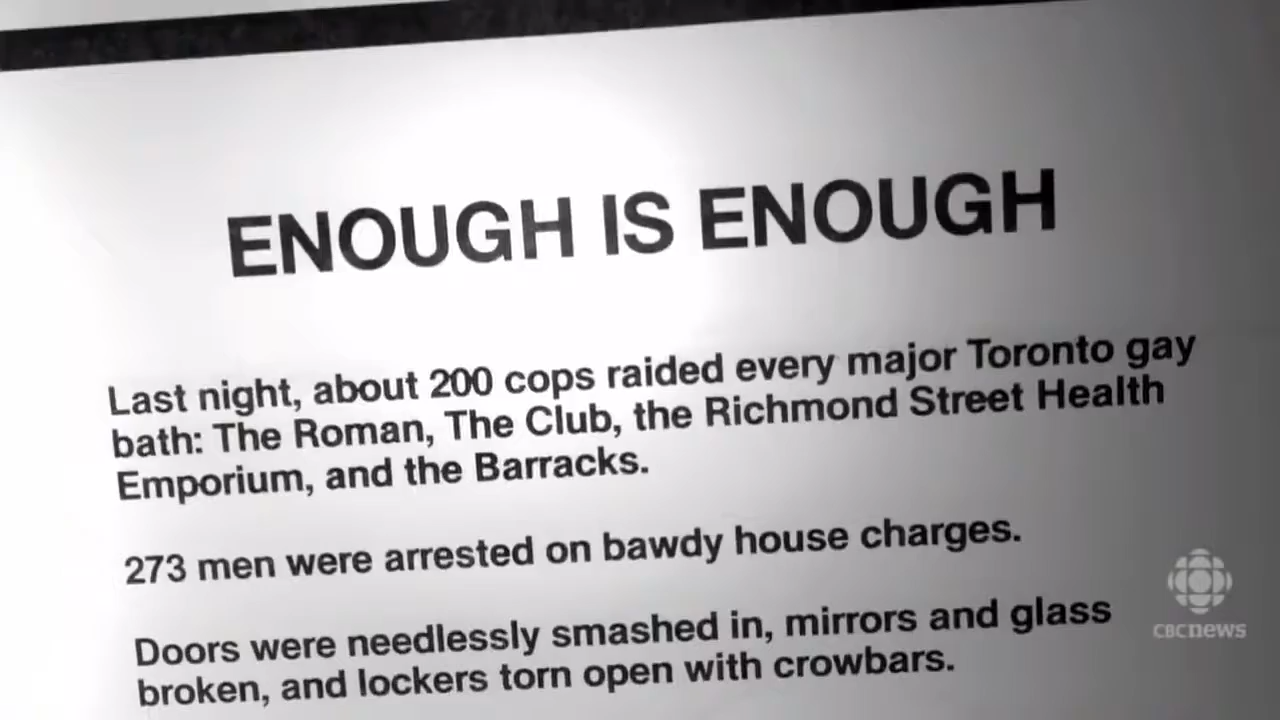 ENOUGH IS ENOUGH
Last night, about 200 cops raided every major Toronto gay
bath: The Roman, The Club, the Richmond Street Health
Emporium, and the Barracks.
273 men were arrested on bawdy house charges.
Doors were needlessly smashed in, mirrors and glass
broken, and lockers torn open with crowbars.
CBCnews